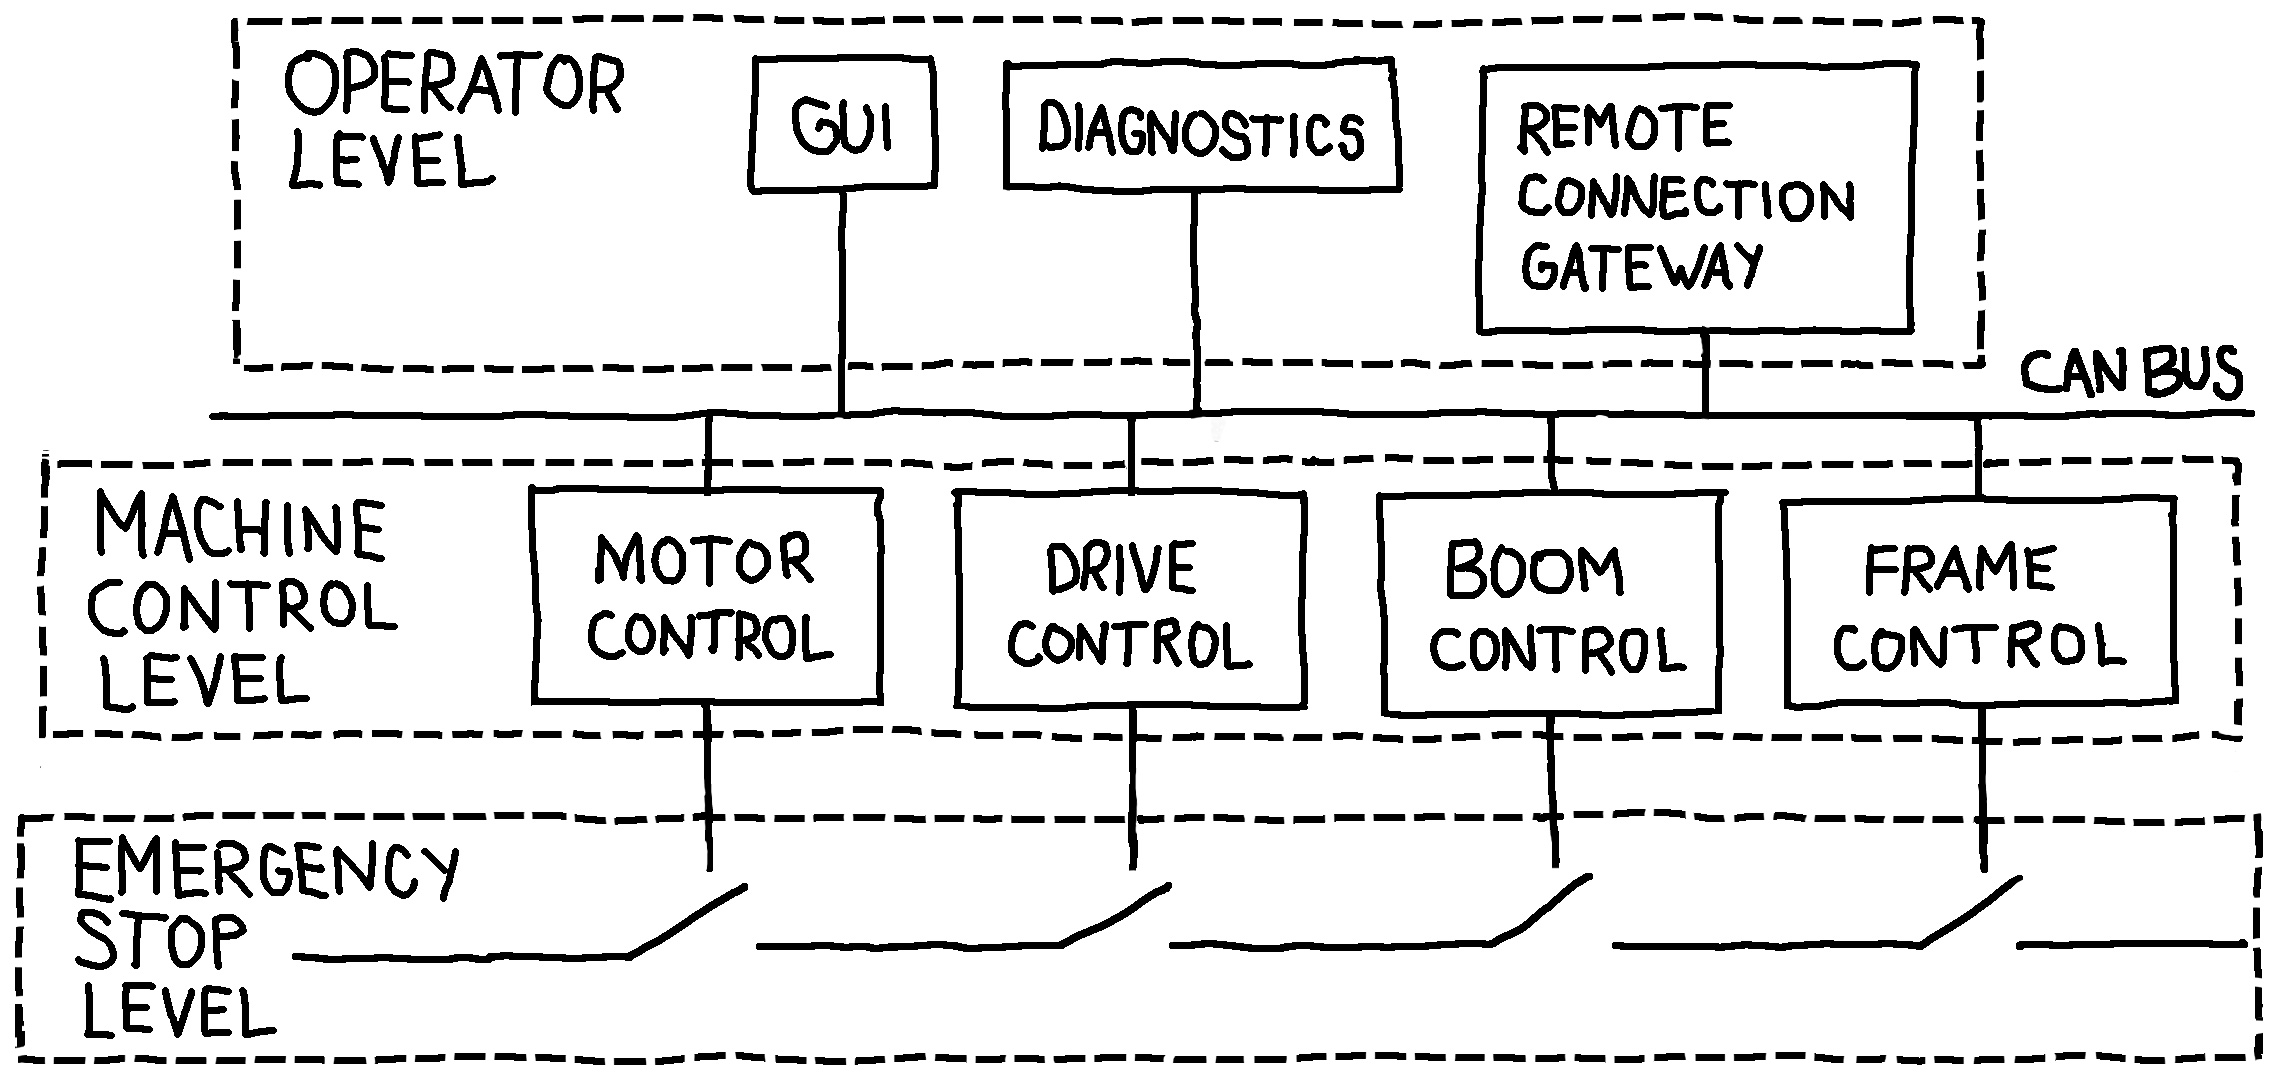 OPERATOR
LEVEL
GUI
DIAGNOSTICS
REMOTE
CONNECTION
GATEWAY
CAN BUS
MACHINE
CONTROL
LEVEL
MOTOR
CONTROL
DRIVE
CONTROL
BOOM
CONTROL
FRAME
CONTROL
EMERGENCY
STOP
LEVEL